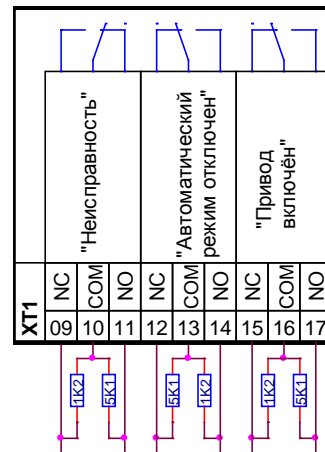 "Неисправность"
"Автоматический
режим отключен"
"Привод
включён"
XT1
NC COM NO NC COM NO NC COM NO
09 10 11 12 13 14 15 16 17
1K2 5K1 5K1 1K2 1K2 5K1